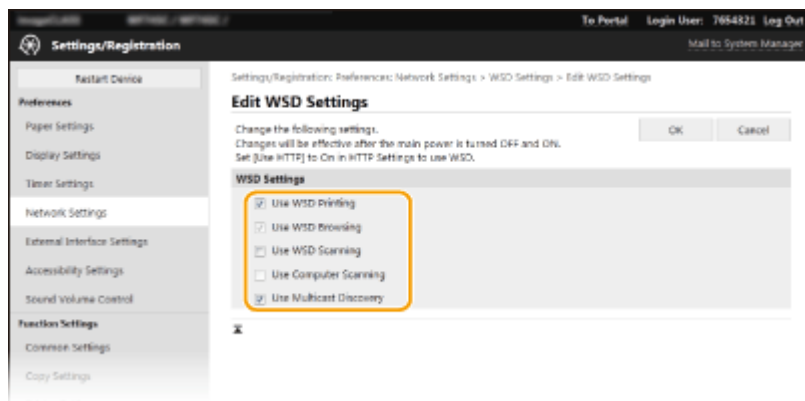 To Portal Login User: 7654321 Log Out
Settings/Registration
Mail to System Manager
Restart Device
Preferences
Paper Settings
Display Settings
Timer Settings
Network Settings
External Interface Settings
Accessibility Settings
Sound Volume Control
Function Settings
Common Settings
Copy Settings
Settings/Registration: Preferences: Network Settings > WSD Settings > Edit WSD Settings
Edit WSD Settings
Change the following settings.
Changes will be effective after the main power is turned OFF and ON.
Set [Use HTTP] to On in HTTP Settings to use WSD.
OK Cancel
WSD Settings
Use WSD Printing
Use WSD Browsing
Use WSD Scanning
Use Computer Scanning
Use Multicast Discovery